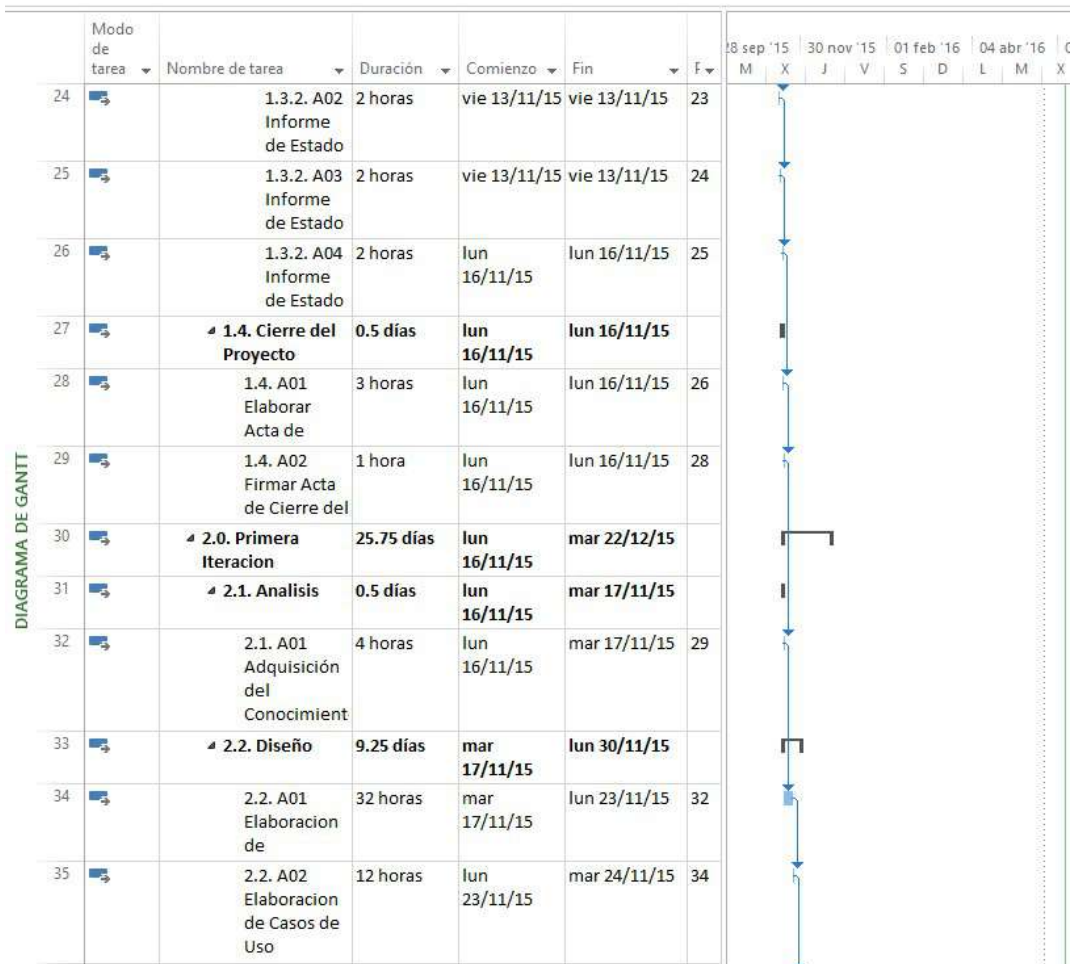 Modo
de
tarea Nombre de tarea Duración Comienzo Fin
28 sep '15 30 nov '15 01 feb '16 04 abr '16
M X J V S D L M X
24 1.3.2. A02 2 horas vie 13/11/15 vie 13/11/15 23
Informe
de Estado
25 1.3.2. A03 2 horas vie 13/11/15 vie 13/11/15 24
Informe
de Estado
26 1.3.2. A04 2 horas lun lun 16/11/15 25
Informe 16/11/15
de Estado
27 1.4. Cierre del 0.5 días lun lun 16/11/15
Proyecto 16/11/15
28 1.4. A01 3 horas lun lun 16/11/15 26
Elaborar 16/11/15
Acta de
29 1.4. A02 1 hora lun lun 16/11/15 28
Firmar Acta 16/11/15
de Cierre del
30 2.0. Primera 25.75 días lun mar 22/12/15
Iteracion 16/11/15
31 2.1. Analisis 0.5 días lun mar 17/11/15
16/11/15
32 2.1. A01 4 horas lun mar 17/11/15 29
Adquisición 16/11/15
del
Conocimient
33 2.2. Diseño 9.25 días mar lun 30/11/15
17/11/15
34 2.2. A01 32 horas mar lun 23/11/15 32
Elaboracion 17/11/15
de
35 2.2. A02 12 horas lun mar 24/11/15 34
Elaboracion 23/11/15
de Casos de
Uso
DIAGRAMA DE GANTT